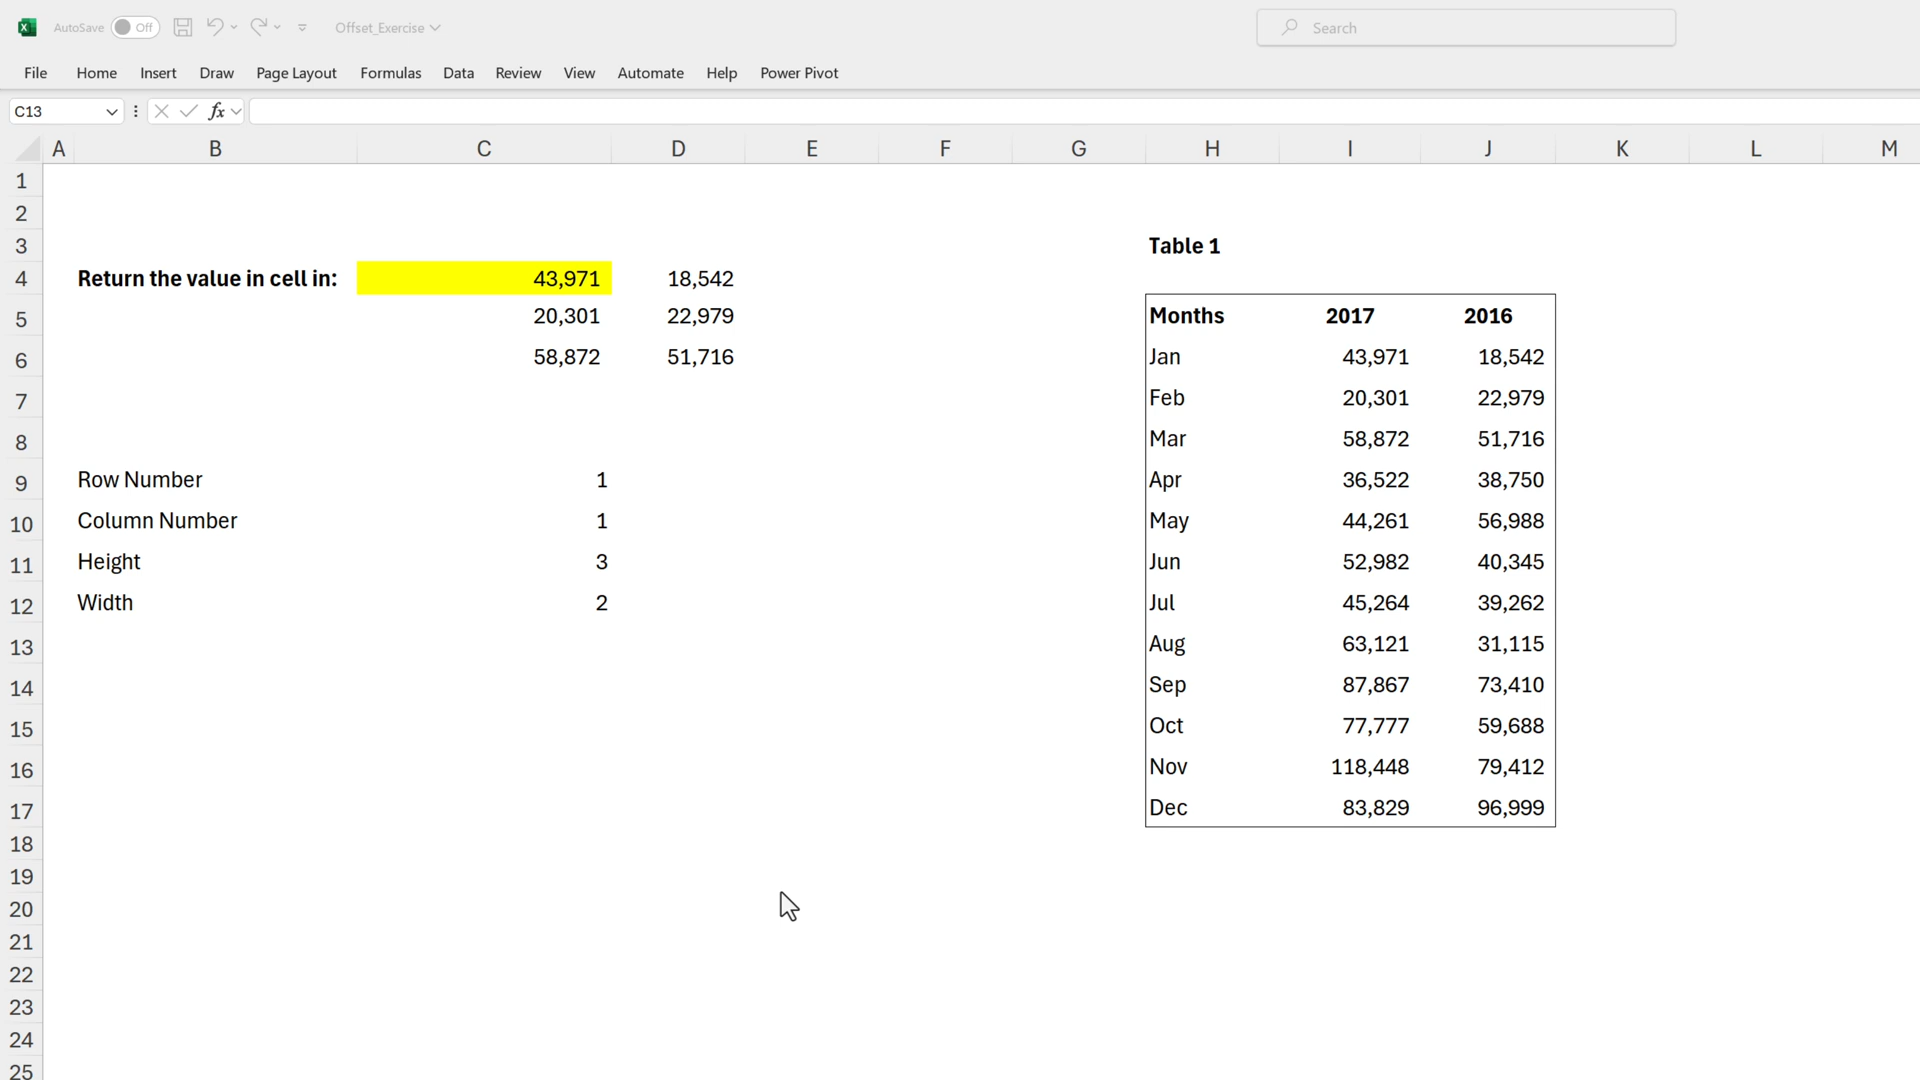 AutoSave Off Offset_Exercise Search
File Home Insert Draw Page Layout Formulas Data Review View Automate Help Power Pivot
C13 fx
A B C D E F G H I J K L M
1
2
3 Table 1
4 Return the value in cell in: 43,971 18,542
5 20,301 22,979 Months 2017 2016
6 58,872 51,716 Jan 43,971 18,542
7 Feb 20,301 22,979
8 Mar 58,872 51,716
9 Row Number 1 Apr 36,522 38,750
10 Column Number 1 May 44,261 56,988
11 Height 3 Jun 52,982 40,345
12 Width 2 Jul 45,264 39,262
13 Aug 63,121 31,115
14 Sep 87,867 73,410
15 Oct 77,777 59,688
16 Nov 118,448 79,412
17 Dec 83,829 96,999
18
19
20
21
22
23
24
25